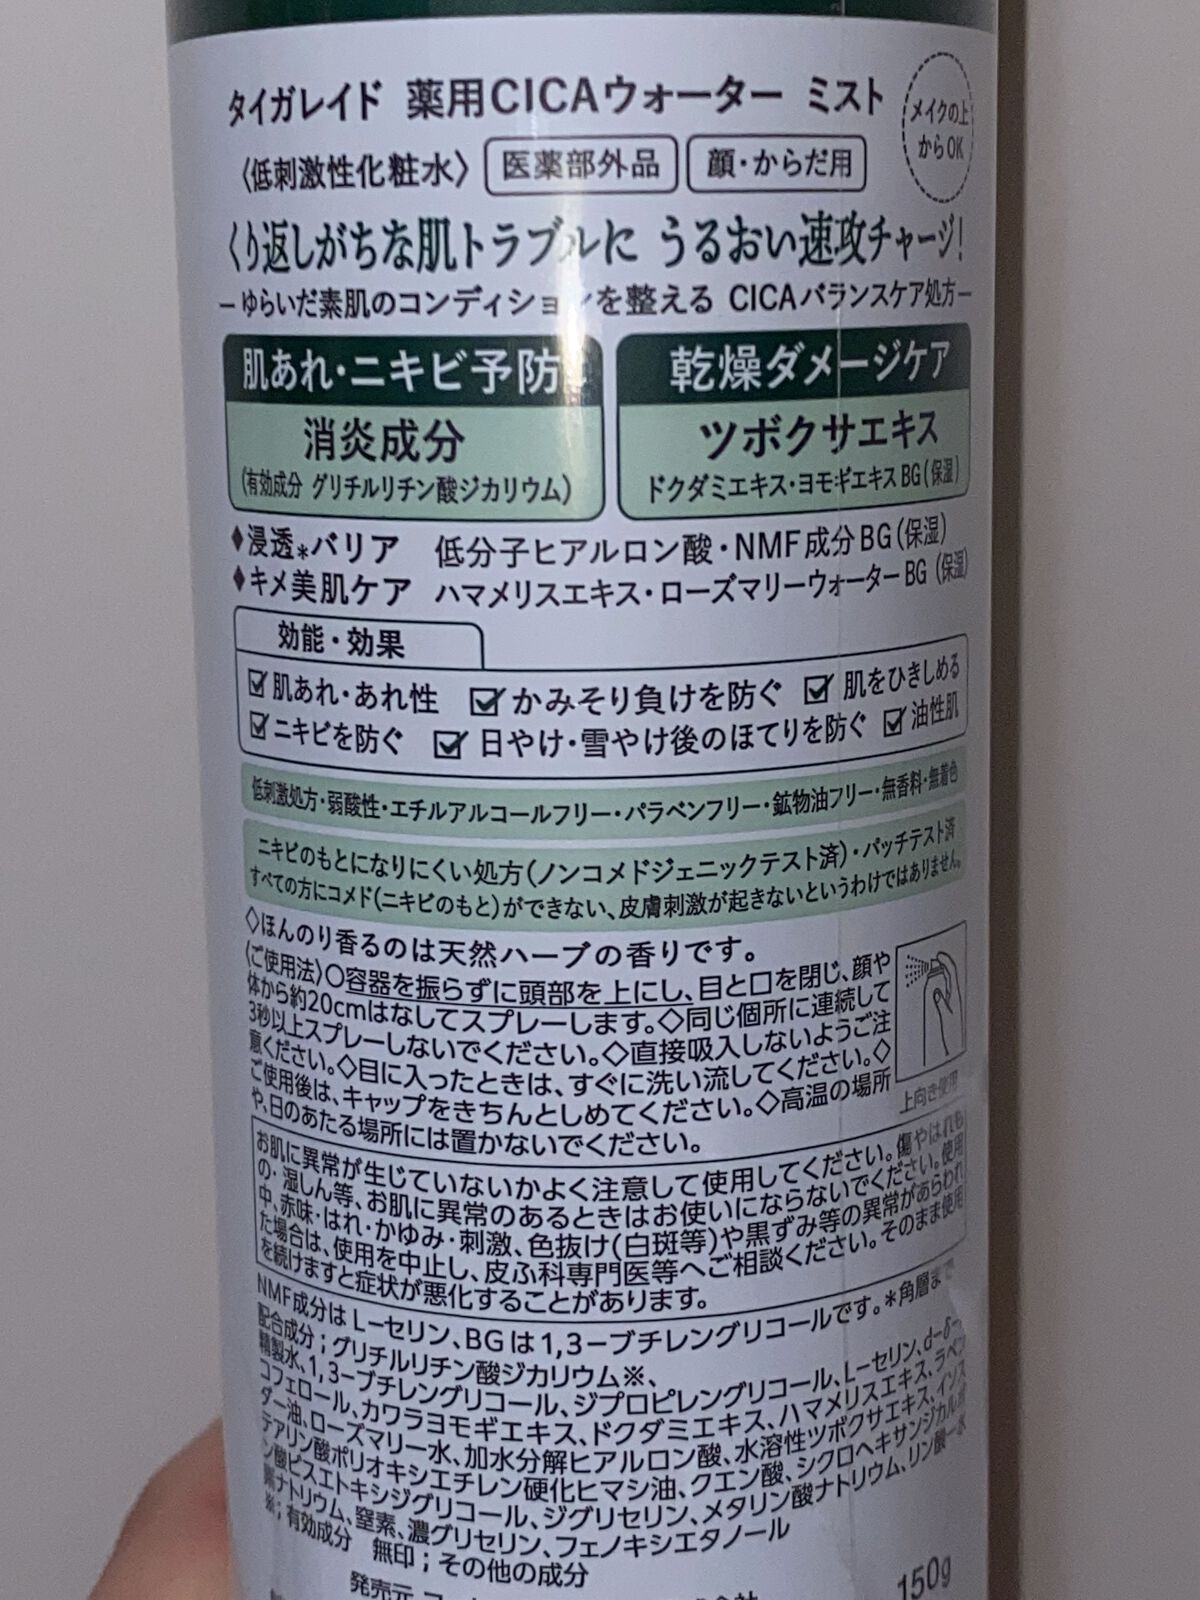 タイガレイド 薬用CICAウォーター ミスト
メイクの上
からOK
〈低刺激性化粧水〉 医薬部外品 顔・からだ用
くり返しがちな肌トラブルに うるおい速攻チャージ!
−ゆらいだ素肌のコンディションを整える CICAバランスケア処方−
肌あれ・ニキビ予防
消炎成分
(有効成分 グリチルリチン酸ジカリウム)
乾燥ダメージケア
ツボクサエキス
ドクダミエキス・ヨモギエキスBG(保湿)
♦浸透*バリア 低分子ヒアルロン酸・NMF成分BG(保湿)
♦キメ美肌ケア ハマメリスエキス・ローズマリーウォーターBG(保湿)
効能・効果
☑肌あれ・あれ性 ☑かみそり負けを防ぐ ☑肌をひきしめる
☑ニキビを防ぐ ☑日やけ・雪やけ後のほてりを防ぐ ☑油性肌
低刺激処方・弱酸性・エチルアルコールフリー・パラベンフリー・鉱物油フリー・無香料・無着色
ニキビのもとになりにくい処方(ノンコメドジェニックテスト済)・パッチテスト済
すべての方にコメド(ニキビのもと)ができない、皮膚刺激が起きないというわけではありません。
◇ほんのり香るのは天然ハーブの香りです。
〈ご使用法〉○容器を振らずに頭部を上にし、目と口を閉じ、顔や
体から約20cmはなしてスプレーします。◇同じ個所に連続して
3秒以上スプレーしないでください。◇直接吸入しないようご注
意ください。◇目に入ったときは、すぐに洗い流してください。◇
ご使用後は、キャップをきちんとしめてください。◇高温の場所
や、日のあたる場所には置かないでください。
上向き使用
お肌に異常が生じていないかよく注意して使用してください。傷やはれも
の・湿しん等、お肌に異常のあるときはお使いにならないでください。使用
中、赤味・はれ・かゆみ・刺激、色抜け(白斑等)や黒ずみ等の異常があらわれ
た場合は、使用を中止し、皮ふ科専門医等へご相談ください。そのまま使用
を続けますと症状が悪化することがあります。
NMF成分はL−セリン、BGは1,3−ブチレングリコールです。*角層まで
配合成分;グリチルリチン酸ジカリウム※、
精製水、1,3−ブチレングリコール、ジプロピレングリコール、L−セリン、d−δ−ト
コフェロール、カワラヨモギエキス、ドクダミエキス、ハマメリスエキス、ラベン
ダー油、ローズマリー水、加水分解ヒアルロン酸、水溶性ツボクサエキス、イソス
テアリン酸ポリオキシエチレン硬化ヒマシ油、クエン酸、シクロヘキサンジカルボ
ン酸ビスエトキシジグリコール、ジグリセリン、メタリン酸ナトリウム、リン酸一水
素ナトリウム、窒素、濃グリセリン、フェノキシエタノール
※;有効成分 無印;その他の成分
発売元
150g